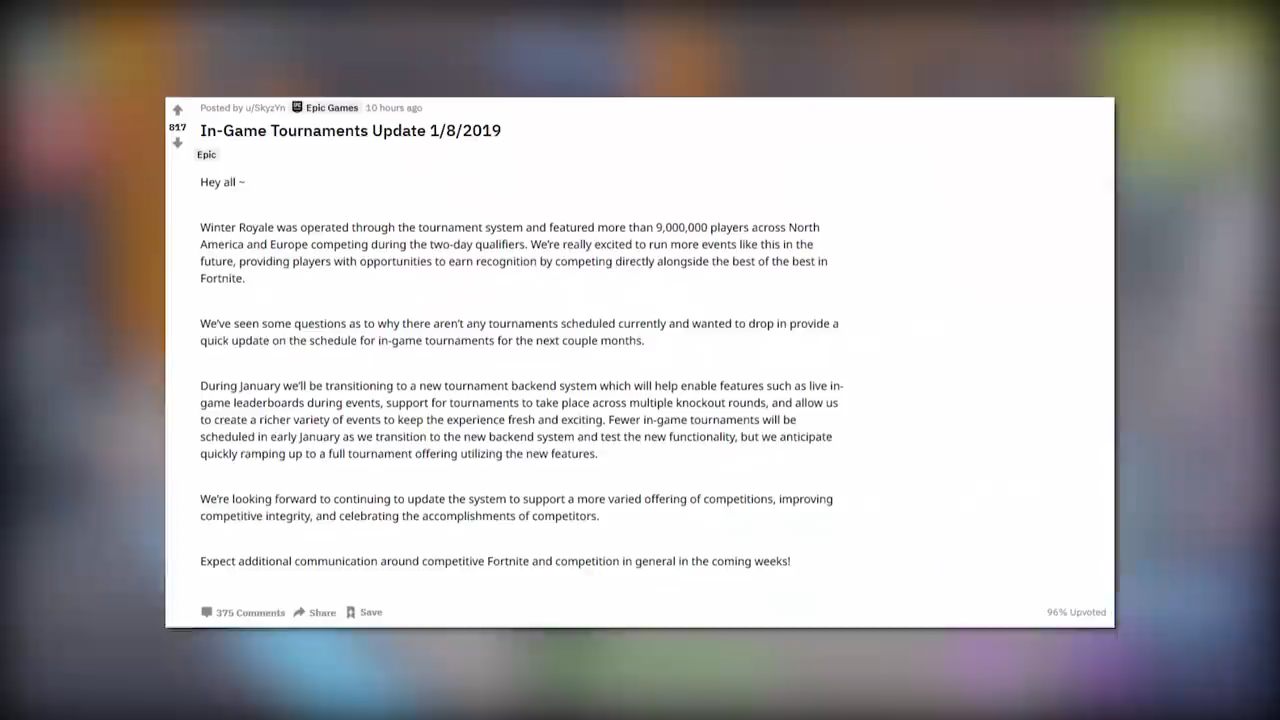 Posted by u/SkyzYn Epic Games 10 hours ago
817
In-Game Tournaments Update 1/8/2019
Epic
Hey all ~
Winter Royale was operated through the tournament system and featured more than 9,000,000 players across North
America and Europe competing during the two-day qualifiers. We're really excited to run more events like this in the
future, providing players with opportunities to earn recognition by competing directly alongside the best of the best in
Fortnite.
We've seen some questions as to why there aren't any tournaments scheduled currently and wanted to drop in provide a
quick update on the schedule for in-game tournaments for the next couple months.
During January we'll be transitioning to a new tournament backend system which will help enable features such as live in-
game leaderboards during events, support for tournaments to take place across multiple knockout rounds, and allow us
to create a richer variety of events to keep the experience fresh and exciting. Fewer in-game tournaments will be
scheduled in early January as we transition to the new backend system and test the new functionality, but we anticipate
quickly ramping up to a full tournament offering utilizing the new features.
We're looking forward to continuing to update the system to support a more varied offering of competitions, improving
competitive integrity, and celebrating the accomplishments of competitors.
Expect additional communication around competitive Fortnite and competition in general in the coming weeks!
375 Comments Share Save 96% Upvoted